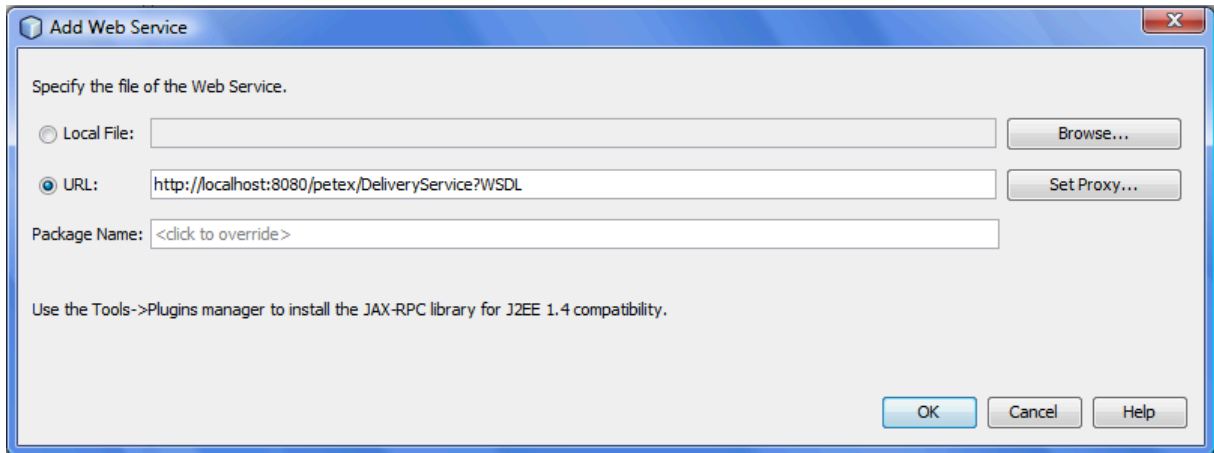 Add Web Service
Specify the file of the Web Service.
Local File: Browse...
URL: http://localhost:8080/petex/DeliveryService?WSDL Set Proxy...
Package Name: <click to override>
Use the Tools->Plugins manager to install the JAX-RPC library for J2EE 1.4 compatibility.
OK Cancel Help